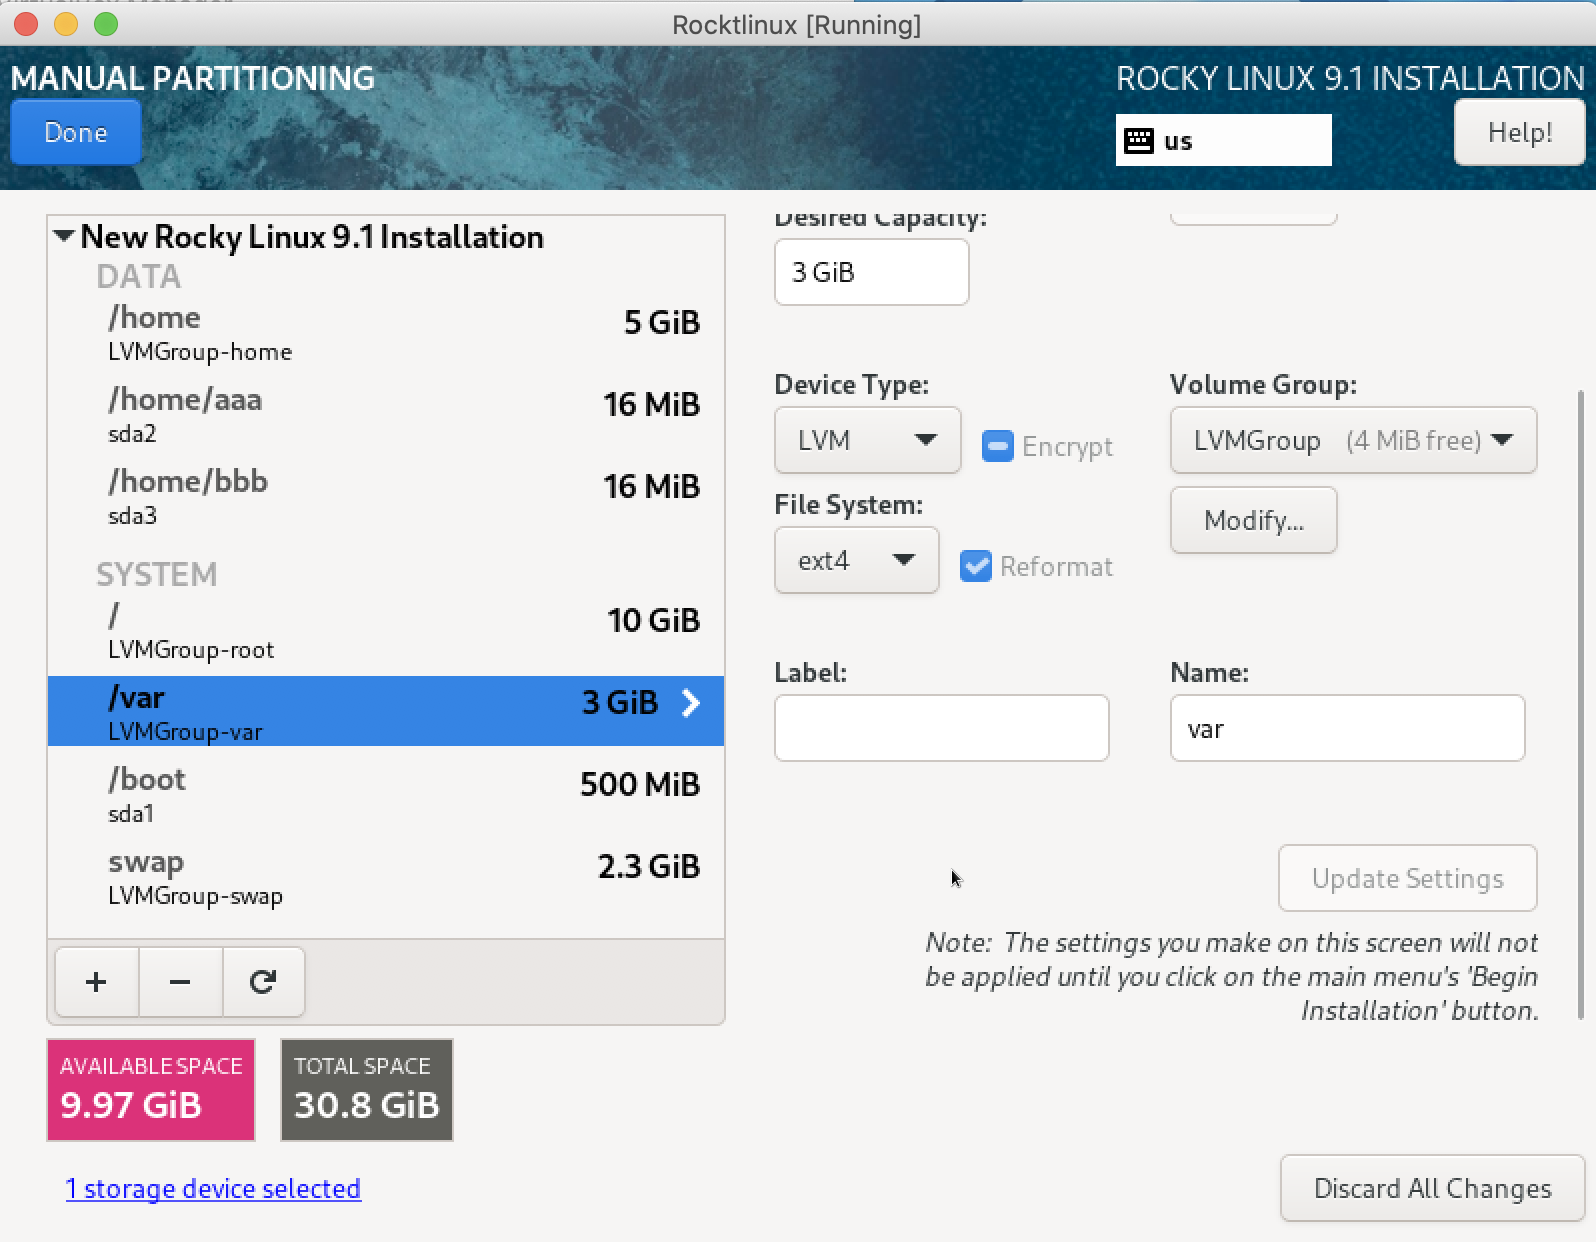 Rocktlinux [Running]
MANUAL PARTITIONING
ROCKY LINUX 9.1 INSTALLATION
Done
us
Help!
New Rocky Linux 9.1 Installation
DATA
/home
5 GiB
LVMGroup-home
/home/aaa
16 MiB
sda2
/home/bbb
16 MiB
sda3
SYSTEM
/
10 GiB
LVMGroup-root
/var
3 GiB
LVMGroup-var
/boot
500 MiB
sda1
swap
2.3 GiB
LVMGroup-swap
+ −
AVAILABLE SPACE
9.97 GiB
TOTAL SPACE
30.8 GiB
1 storage device selected
Desired Capacity:
3 GiB
Device Type:
LVM
Encrypt
Volume Group:
LVMGroup (4 MiB free)
Modify...
File System:
ext4
Reformat
Label:
Name:
var
Update Settings
Note: The settings you make on this screen will not
be applied until you click on the main menu's 'Begin
Installation' button.
Discard All Changes